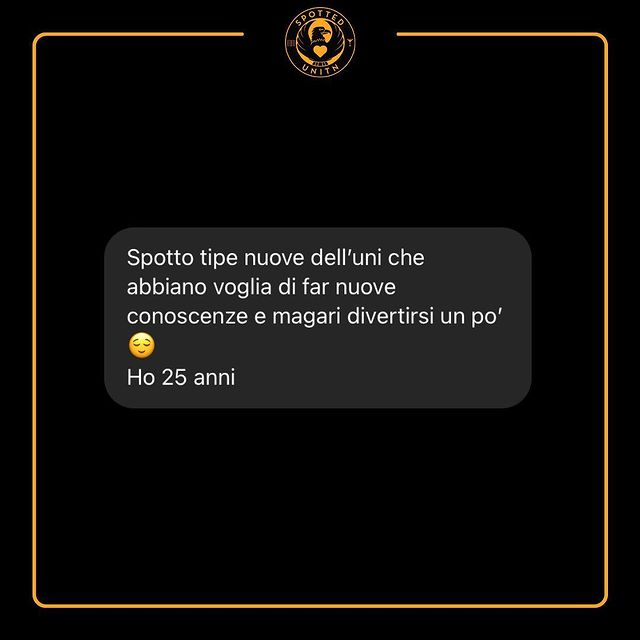 SPOTTED
UNITN
Spotto tipe nuove dell’uni che
abbiano voglia di far nuove
conoscenze e magari divertirsi un po’
😌
Ho 25 anni